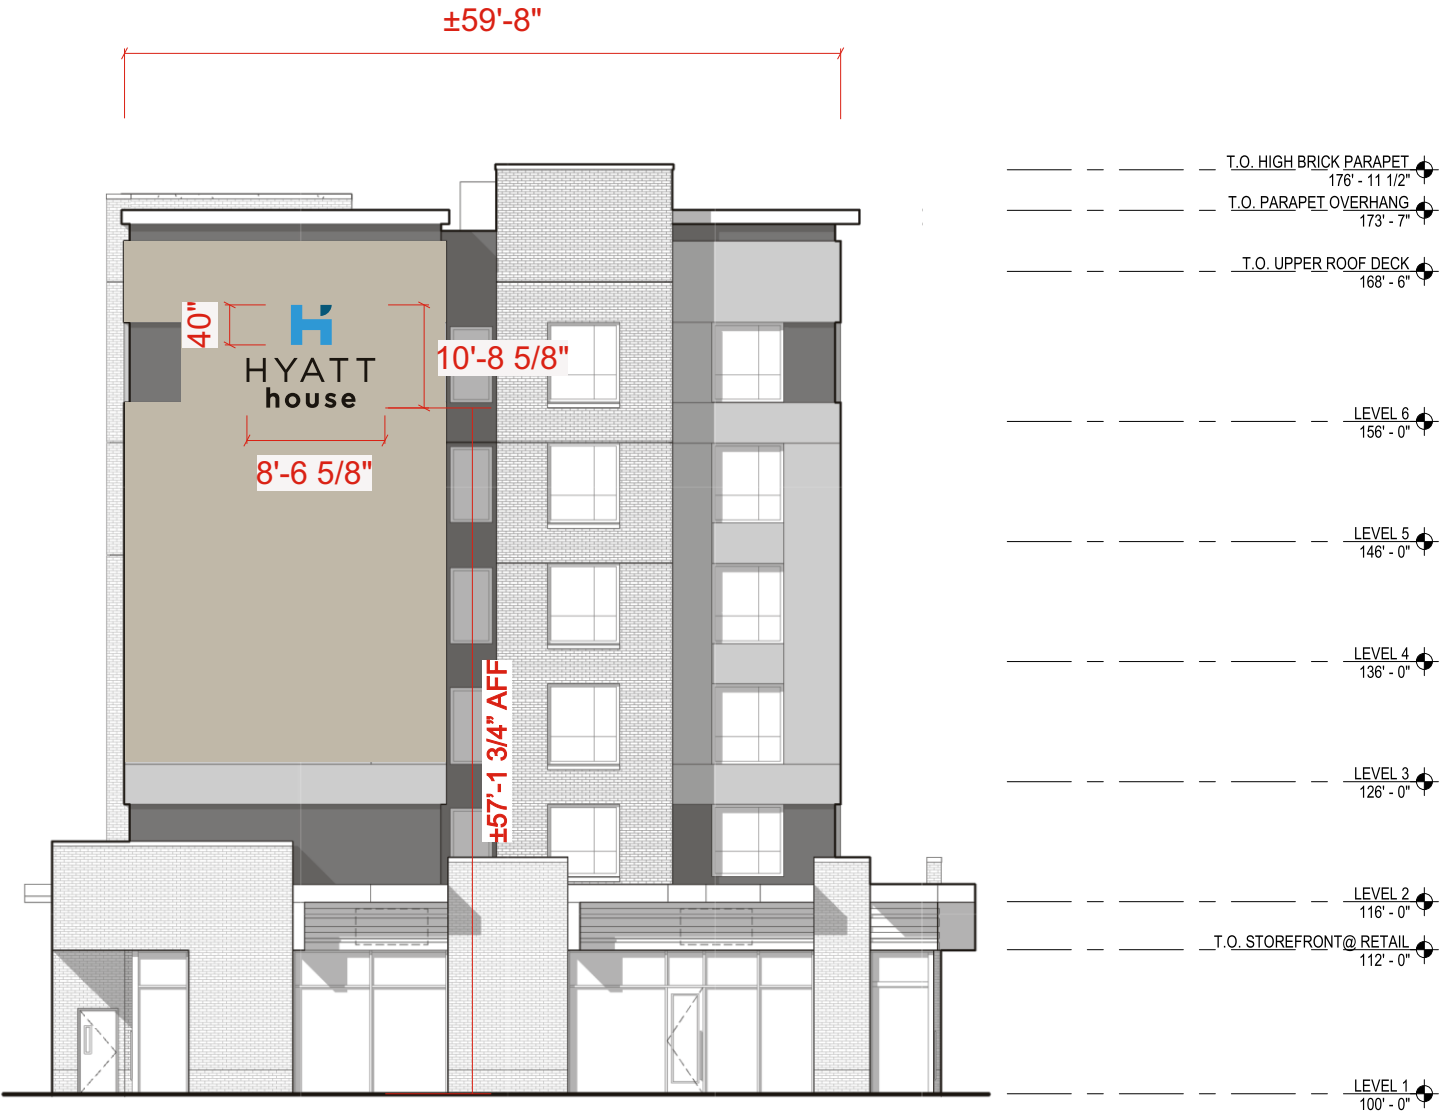 ±59'-8"
T.O. HIGH BRICK PARAPET
176' - 11 1/2"
T.O. PARAPET OVERHANG
173' - 7"
T.O. UPPER ROOF DECK
168' - 6"
40"
HYATT
house
10'-8 5/8"
8'-6 5/8"
LEVEL 6
156' - 0"
LEVEL 5
146' - 0"
±57'-1 3/4" AFF
LEVEL 4
136' - 0"
LEVEL 3
126' - 0"
LEVEL 2
116' - 0"
T.O. STOREFRONT@ RETAIL
112' - 0"
LEVEL 1
100' - 0"